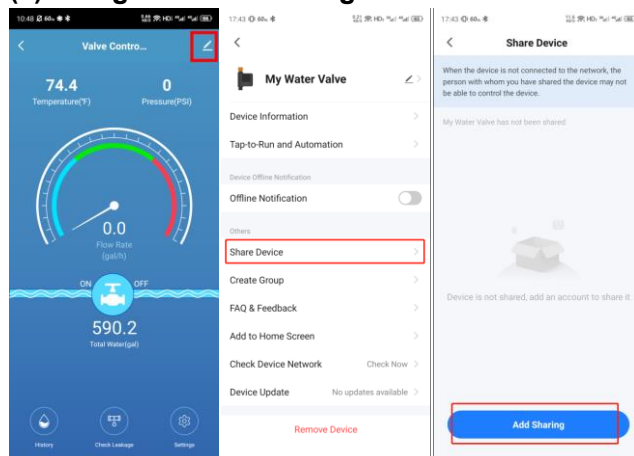 10:48
Valve Contro...
74.4
Temperature(°F)
0
Pressure(PSI)
0.0
Flow Rate
(gal/h)
ON
OFF
590.2
Total Water(gal)
History
Check Leakage
Settings
17:43
My Water Valve
Device Information
Tap-to-Run and Automation
Device Offline Notification
Offline Notification
Others
Share Device
Create Group
FAQ & Feedback
Add to Home Screen
Check Device Network Check Now
Device Update No updates available
Remove Device
17:43
Share Device
When the device is not connected to the network, the
person with whom you have shared the device may not
be able to control the device.
My Water Valve has not been shared
Device is not shared, add an account to share it
Add Sharing